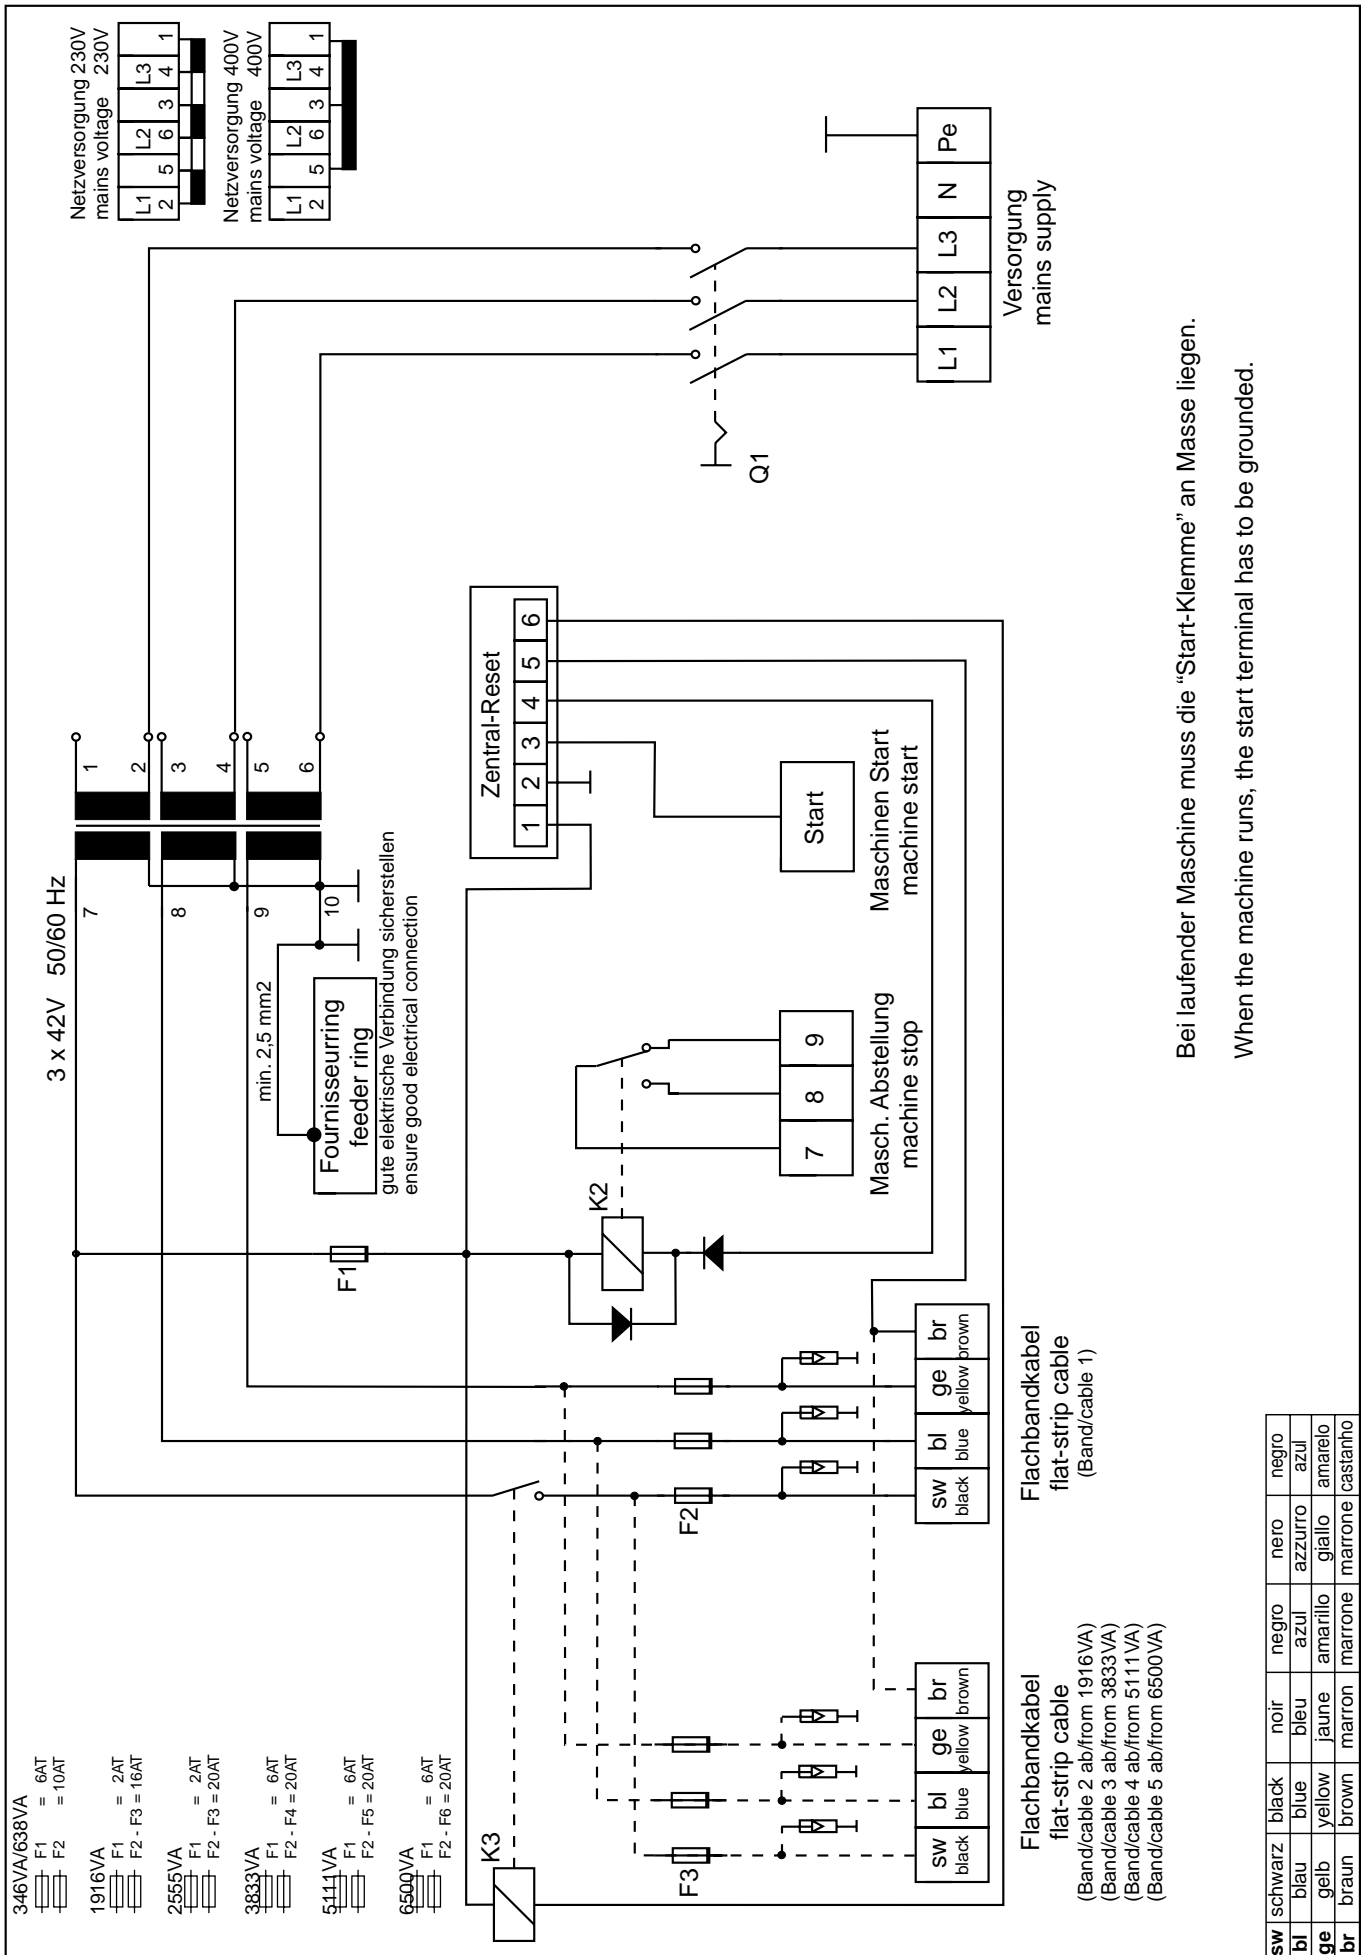 346VA/638VA
F1 = 6AT
F2 = 10AT
1916VA
F1 = 2AT
F2 - F3 = 16AT
2555VA
F1 = 2AT
F2 - F3 = 20AT
3833VA
F1 = 6AT
F2 - F4 = 20AT
5111VA
F1 = 6AT
F2 - F5 = 20AT
6500VA
F1 = 6AT
F2 - F6 = 20AT
3 x 42V 50/60 Hz
7
8
9
10
1
2
3
4
5
6
min. 2,5 mm2
Fournisseurring
feeder ring
gute elektrische Verbindung sicherstellen
ensure good electrical connection
Netzversorgung 230V
mains voltage 230V
L1 L2 L3
2 5 6 3 4 1
Netzversorgung 400V
mains voltage 400V
L1 L2 L3
2 5 6 3 4 1
F1
K3
K2
Zentral-Reset
1 2 3 4 5 6
Q1
F3
F2
7 8 9
Masch. Abstellung
machine stop
Start
Maschinen Start
machine start
sw bl ge br
black blue yellow brown
Flachbandkabel
flat-strip cable
(Band/cable 2 ab/from 1916VA)
(Band/cable 3 ab/from 3833VA)
(Band/cable 4 ab/from 5111VA)
(Band/cable 5 ab/from 6500VA)
sw bl ge br
black blue yellow brown
Flachbandkabel
flat-strip cable
(Band/cable 1)
L1 L2 L3 N Pe
Versorgung
mains supply
Bei laufender Maschine muss die “Start-Klemme” an Masse liegen.
When the machine runs, the start terminal has to be grounded.
sw schwarz black noir negro nero negro
bl blau blue bleu azul azzurro azul
ge gelb yellow jaune amarillo giallo amarelo
br braun brown marron marrone marrone castanho